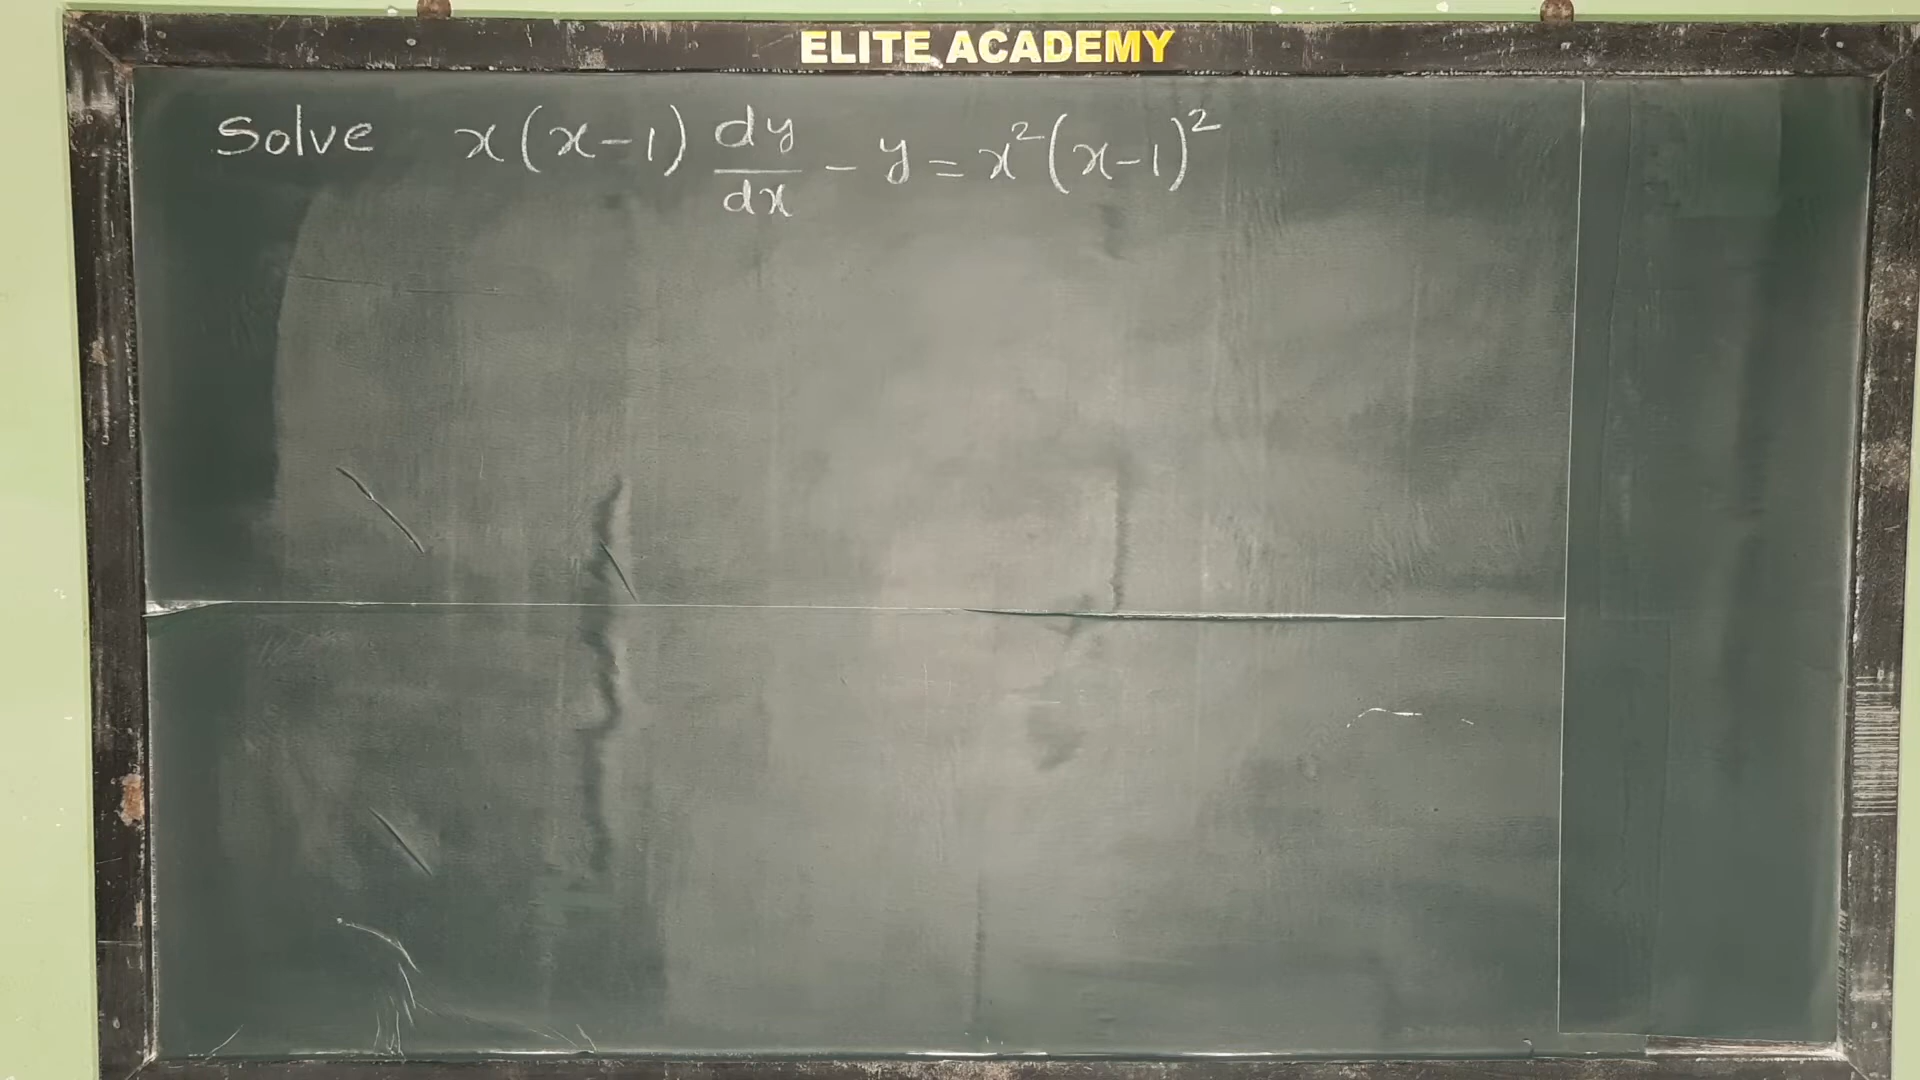 ELITE ACADEMY
Solve x(x-1) dy/dx - y = x²(x-1)²